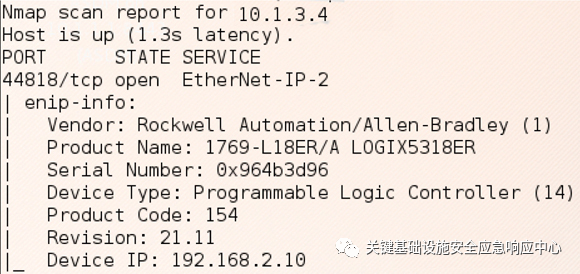 Nmap scan report for 10.1.3.4
Host is up (1.3s latency).
PORT STATE SERVICE
44818/tcp open EtherNet-IP-2
| enip-info:
| Vendor: Rockwell Automation/Allen-Bradley (1)
| Product Name: 1769-L18ER/A LOGIX5318ER
| Serial Number: 0x964b3d96
| Device Type: Programmable Logic Controller (14)
| Product Code: 154
| Revision: 21.11
|_ Device IP: 192.168.2.10
关键基础设施安全应急响应中心